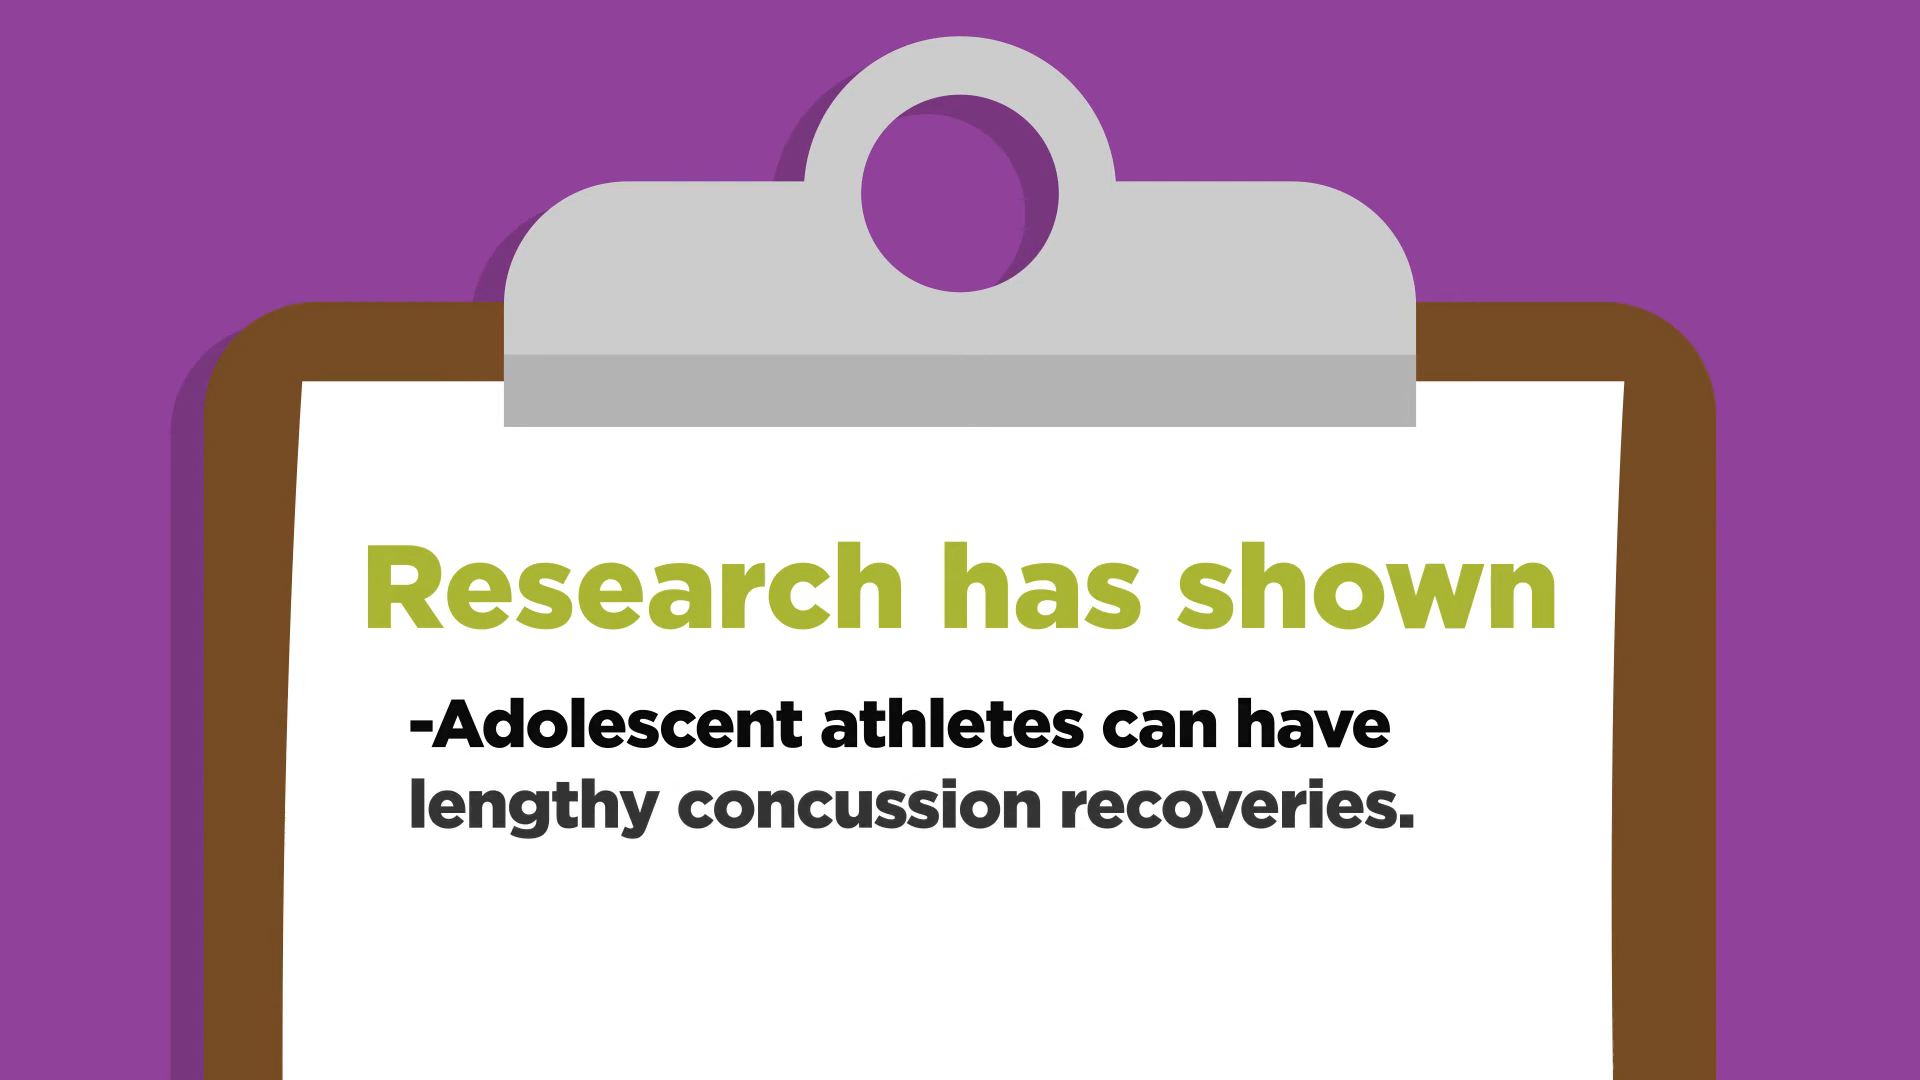 Research has shown
-Adolescent athletes can have
lengthy concussion recoveries.